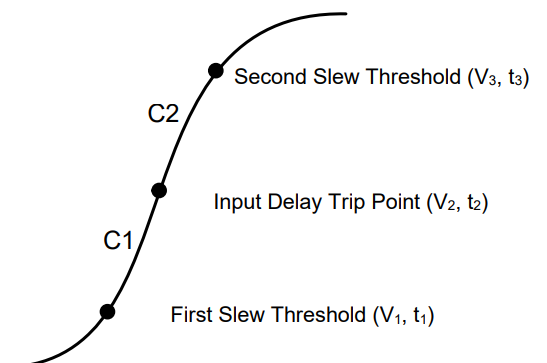 Second Slew Threshold (V₃, t₃)
C2
Input Delay Trip Point (V₂, t₂)
C1
First Slew Threshold (V₁, t₁)